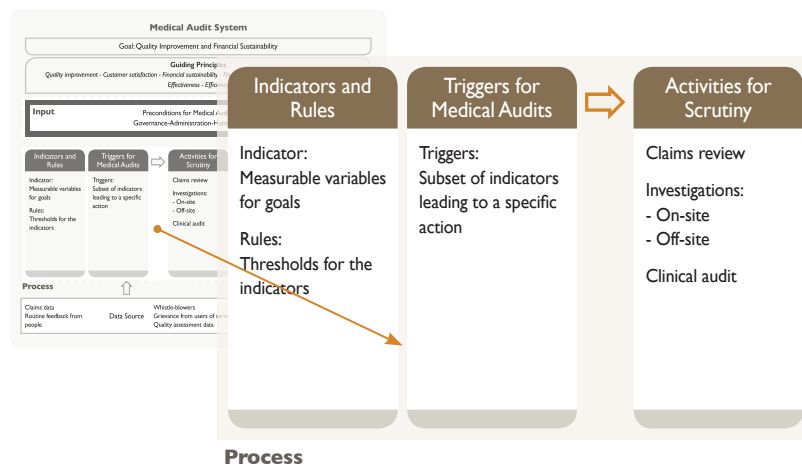 Medical Audit System
Goal: Quality Improvement and Financial Sustainability
Guiding Principles
Quality improvement - Customer satisfaction - Financial sustainability -
Effectiveness -
Input
Preconditions for Medical
Governance-Administration-
Indicators and
Rules
Indicator:
Measurable variables
for goals
Rules:
Thresholds for the
indicators
Triggers for
Medical Audits
Triggers:
Subset of indicators
leading to a specific
action
Activities for
Scrutiny
Claims review
Investigations:
- On-site
- Off-site
Clinical audit
Process
Claims data
Routine feedback from
people
Data Source
Whistle-blowers
Grievance from users of
Quality assessment data
Indicators and
Rules
Indicator:
Measurable variables
for goals
Rules:
Thresholds for the
indicators
Triggers for
Medical Audits
Triggers:
Subset of indicators
leading to a specific
action
Activities for
Scrutiny
Claims review
Investigations:
- On-site
- Off-site
Clinical audit
Process